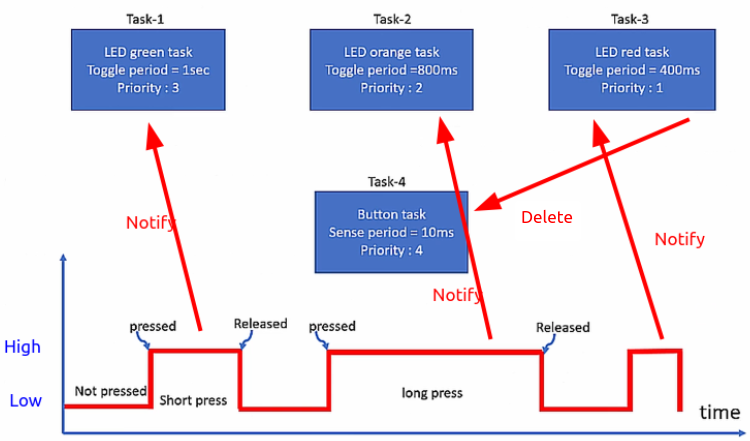 Task-1
LED green task
Toggle period = 1sec
Priority : 3
Task-2
LED orange task
Toggle period =800ms
Priority : 2
Task-3
LED red task
Toggle period = 400ms
Priority : 1
Task-4
Button task
Sense period = 10ms
Priority : 4
Notify
Delete
Notify
Notify
pressed
Released
pressed
Released
High
Not pressed
Short press
long press
Low
time